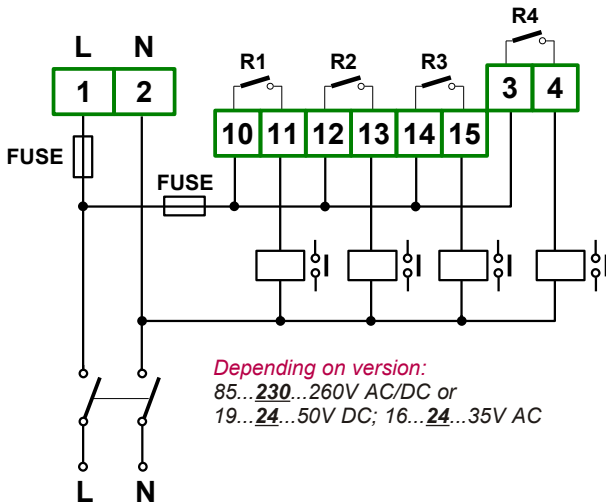 R4
L N
R1 R2 R3
1 2
3 4
10 11 12 13 14 15
FUSE
FUSE
Depending on version:
85...230...260V AC/DC or
19...24...50V DC; 16...24...35V AC
L N